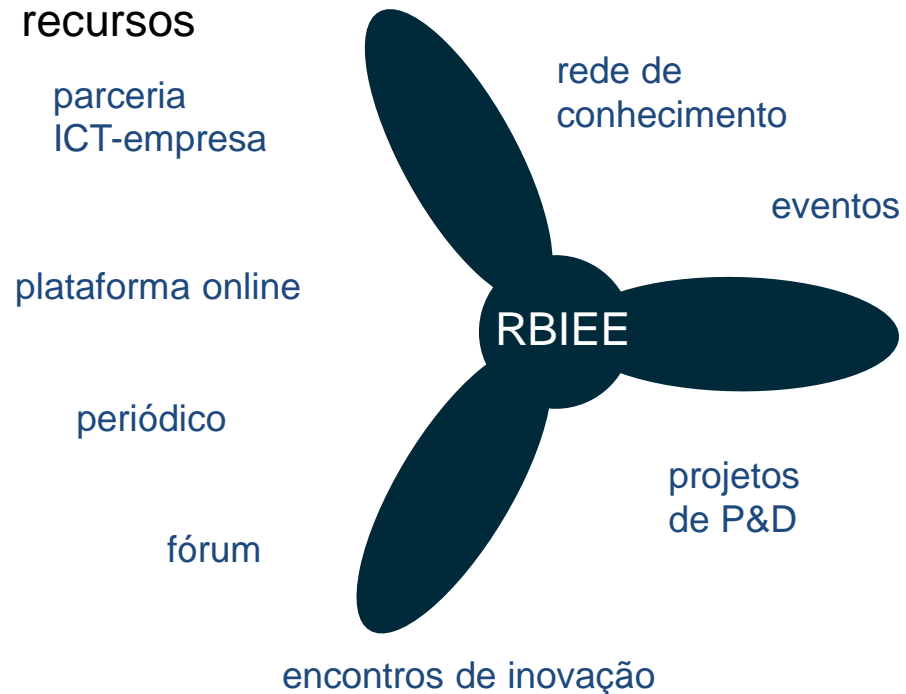 recursos
parceria
ICT-empresa
rede de
conhecimento
eventos
plataforma online
RBIEE
periódico
projetos
de P&D
fórum
encontros de inovação